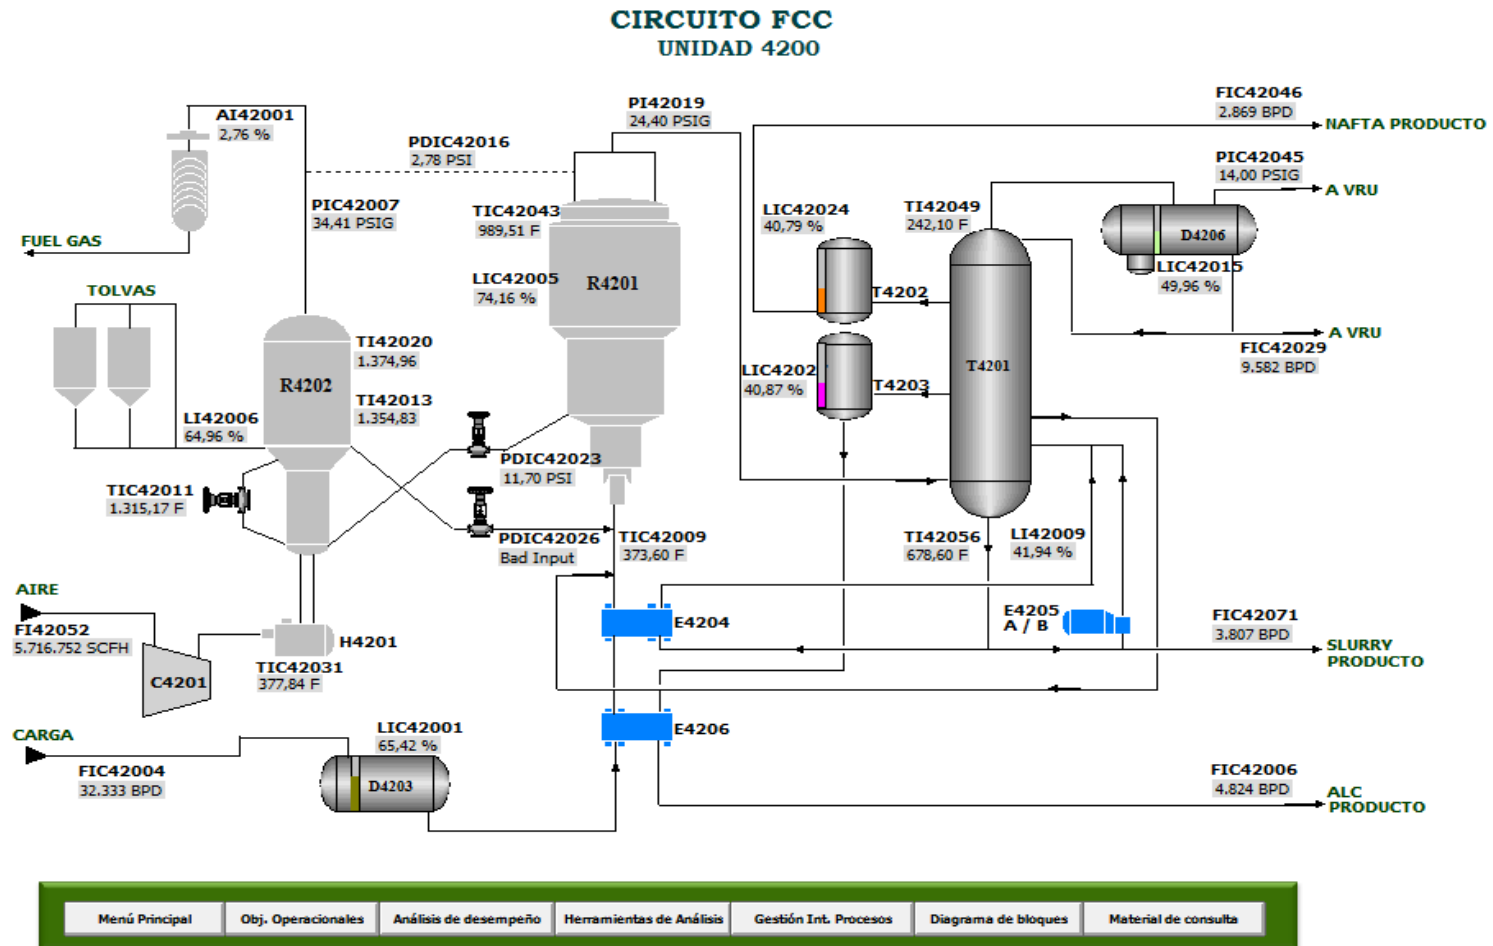 CIRCUITO FCC
UNIDAD 4200
AI42001
2,76 %
PDIC42016
2,78 PSI
PI42019
24,40 PSIG
FIC42046
2.869 BPD
NAFTA PRODUCTO
PIC42045
14,00 PSIG
A VRU
PIC42007
34,41 PSIG
TIC42043
989,51 F
LIC42024
40,79 %
TI42049
242,10 F
D4206
LIC42015
49,96 %
FUEL GAS
LIC42005
74,16 %
R4201
T4202
TOLVAS
A VRU
FIC42029
9.582 BPD
TI42020
1.374,96
R4202
TI42013
1.354,83
LIC4202
40,87 %
T4203
T4201
LI42006
64,96 %
PDIC42023
11,70 PSI
TIC42011
1.315,17 F
PDIC42026
Bad Input
TIC42009
373,60 F
TI42056
678,60 F
LI42009
41,94 %
AIRE
FI42052
5.716.752 SCFH
H4201
TIC42031
377,84 F
C4201
E4204
E4205
A / B
FIC42071
3.807 BPD
SLURRY
PRODUCTO
CARGA
FIC42004
32.333 BPD
LIC42001
65,42 %
D4203
E4206
FIC42006
4.824 BPD
ALC
PRODUCTO
Menú Principal
Obj. Operacionales
Análisis de desempeño
Herramientas de Análisis
Gestión Int. Procesos
Diagrama de bloques
Material de consulta